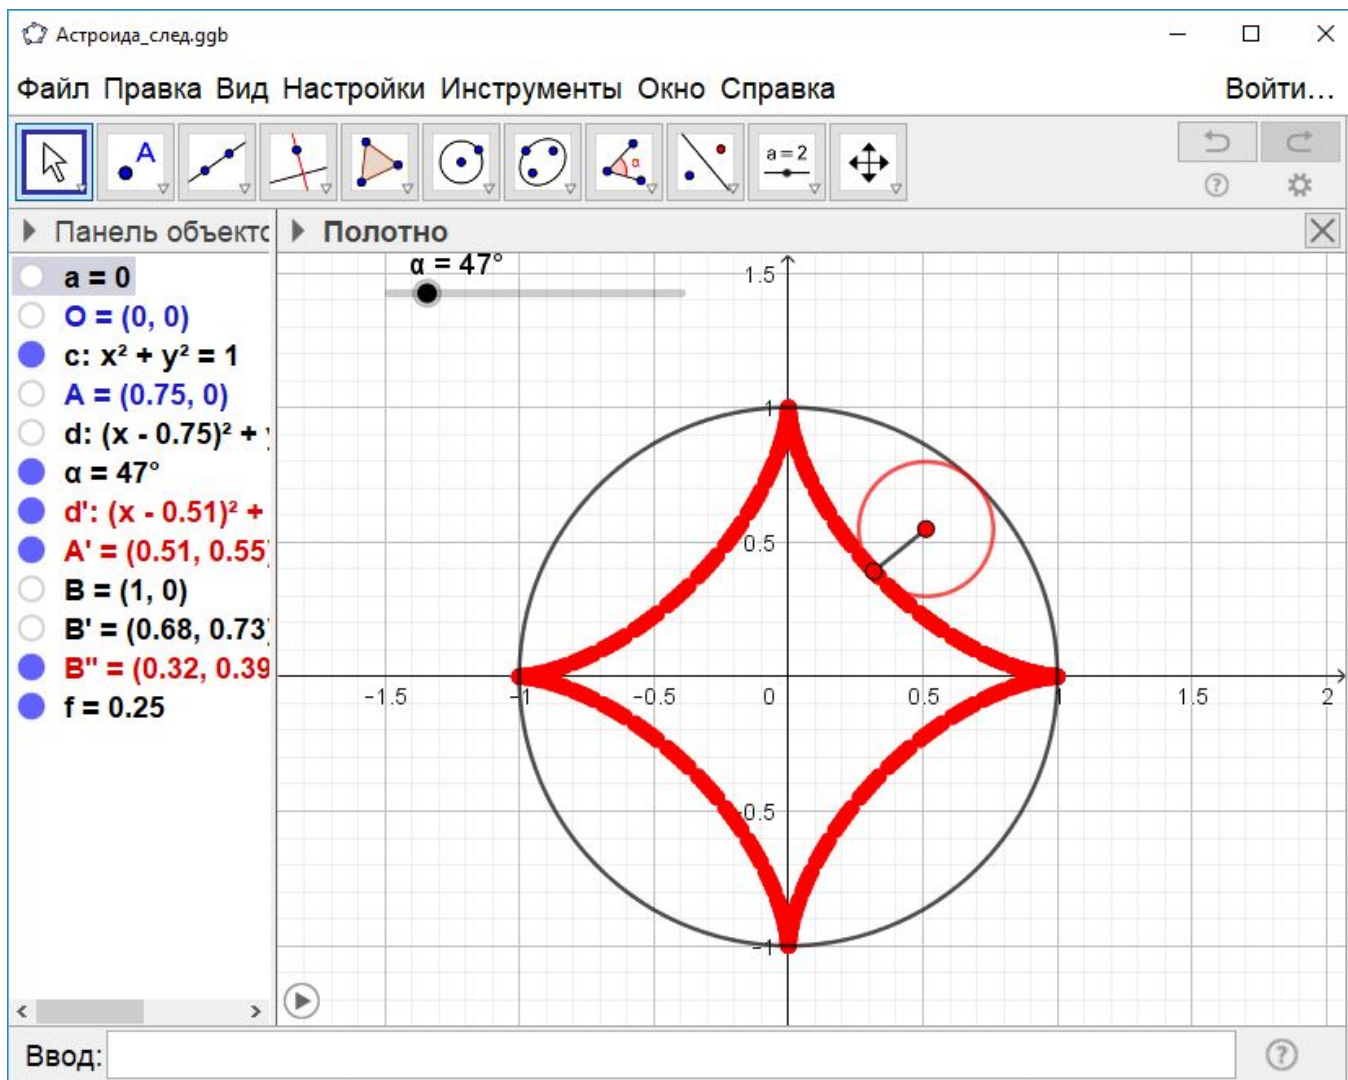 Астроида_след.ggb
Файл Правка Вид Настройки Инструменты Окно Справка Войти...
A α a = 2
Панель объекто Полотно
a = 0
O = (0, 0)
c: x² + y² = 1
A = (0.75, 0)
d: (x - 0.75)² +
α = 47°
d': (x - 0.51)² +
A' = (0.51, 0.55)
B = (1, 0)
B' = (0.68, 0.73)
B'' = (0.32, 0.39
f = 0.25
α = 47°
1.5
1
0.5
-1.5 -1 -0.5 0 0.5 1 1.5 2
-0.5
-1
Ввод: